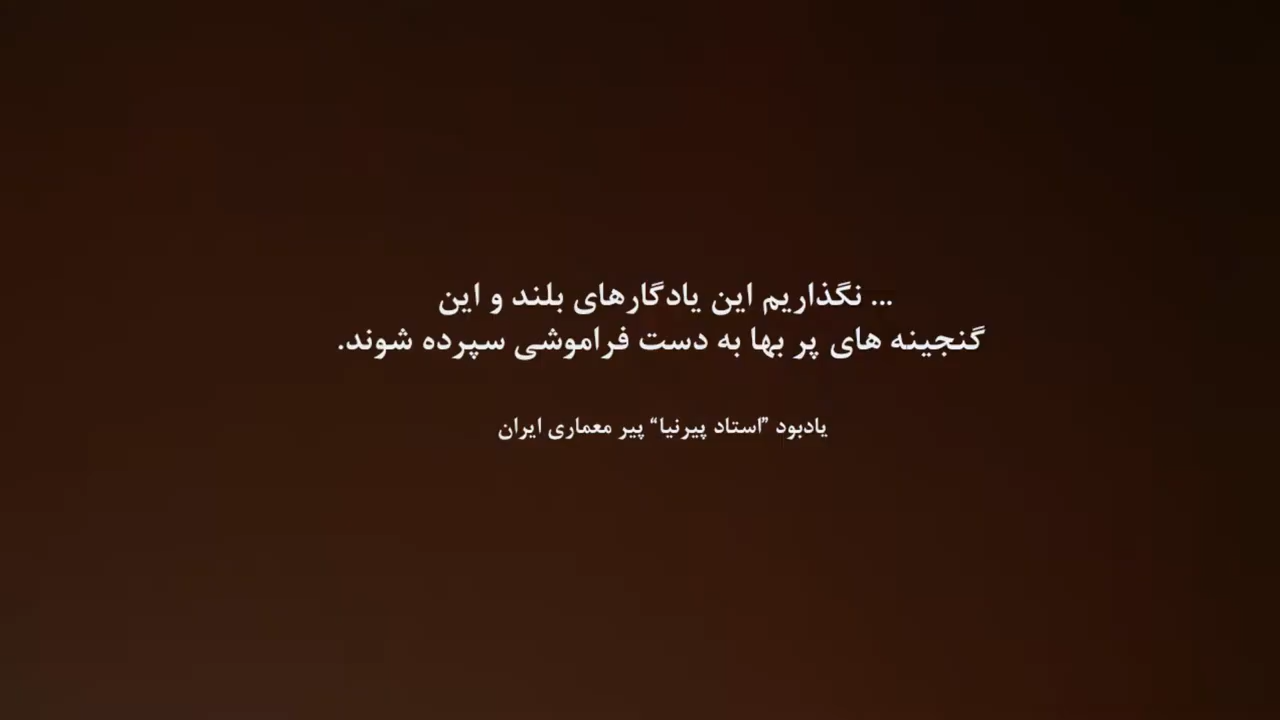 ... نگذاریم این یادگارهای بلند و این
گنجینه های پر بها به دست فراموشی سپرده شوند.
یادبود ”استاد پیرنیا“ پیر معماری ایران